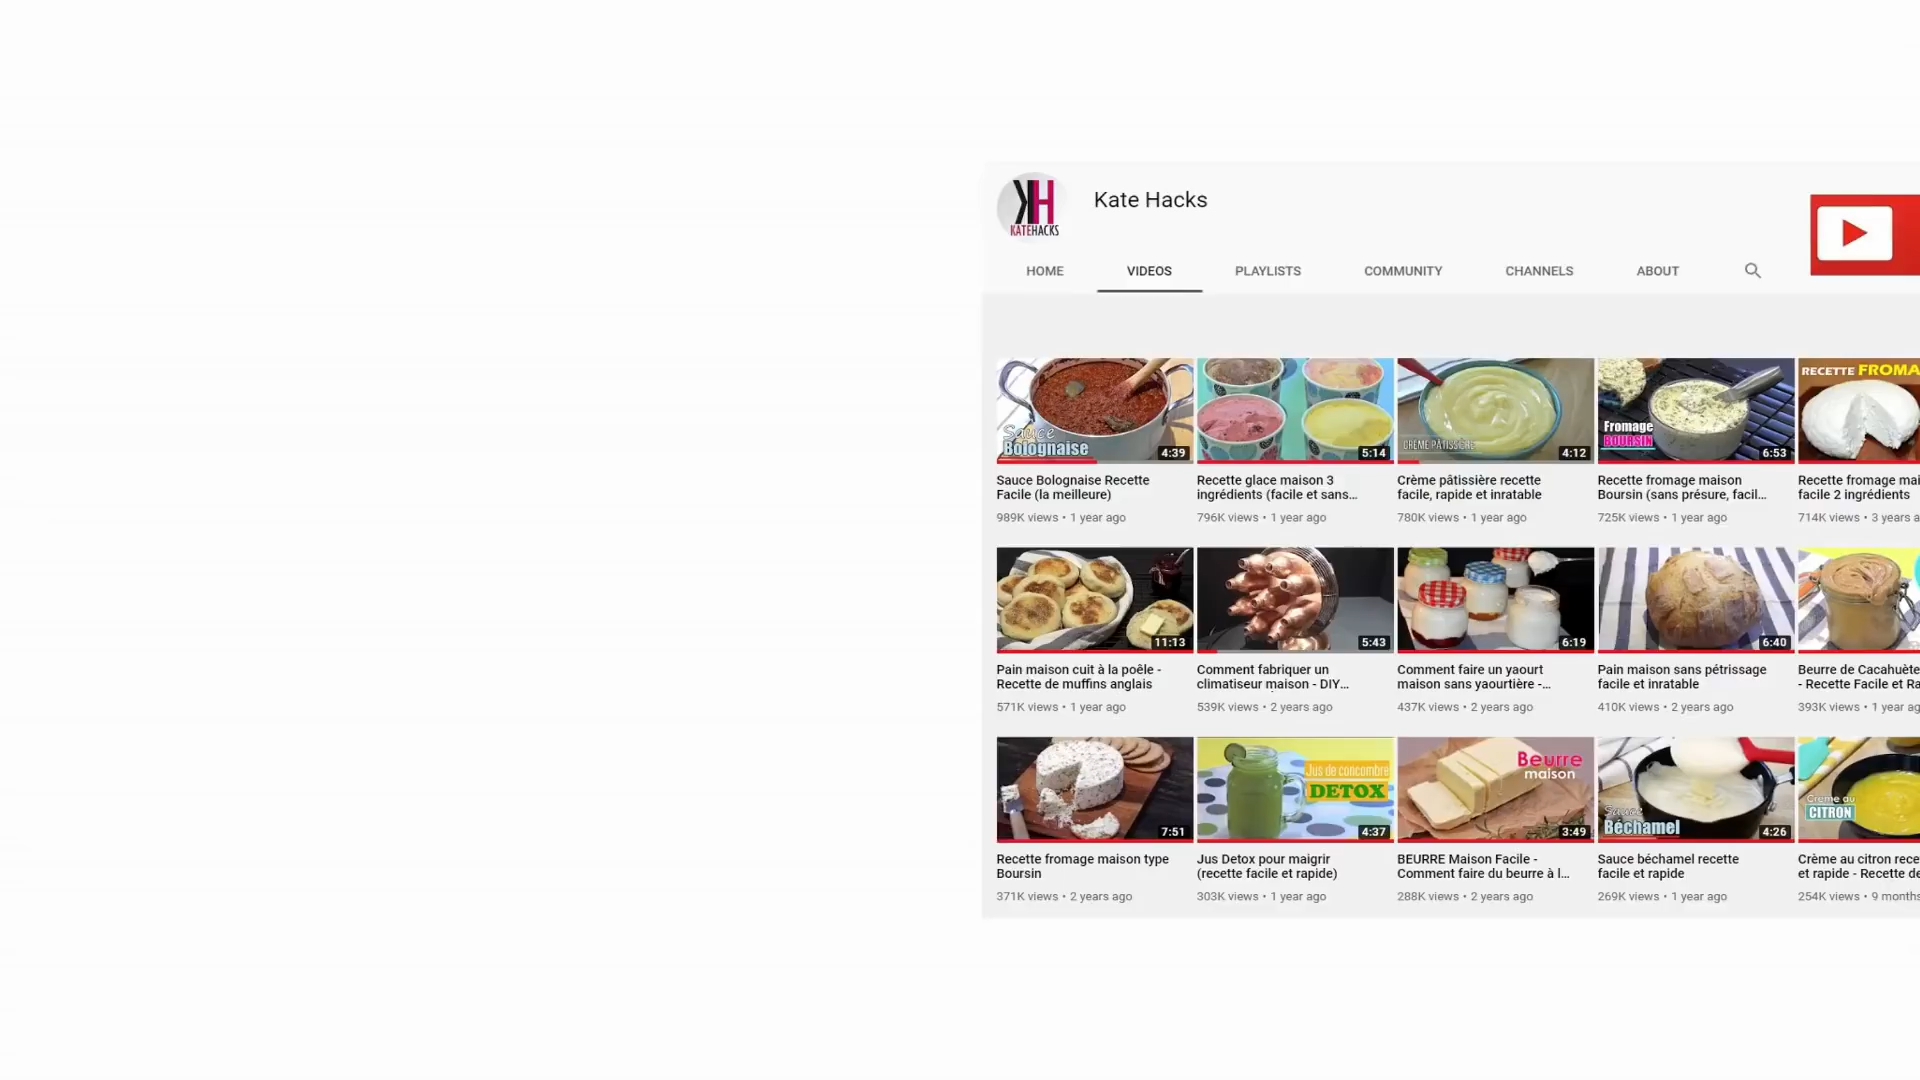 KATEHACKS
Kate Hacks
HOME VIDEOS PLAYLISTS COMMUNITY CHANNELS ABOUT
Sauce
Bolognaise
4:39
5:14
CRÈME PÂTISSIÈRE
4:12
Fromage
BOURSIN
6:53
RECETTE FROMA
Sauce Bolognaise Recette
Facile (la meilleure)
989K views • 1 year ago
Recette glace maison 3
ingrédients (facile et sans...
796K views • 1 year ago
Crème pâtissière recette
facile, rapide et inratable
780K views • 1 year ago
Recette fromage maison
Boursin (sans présure, facil...
725K views • 1 year ago
Recette fromage mai
facile 2 ingrédients
714K views • 3 years a
11:13
5:43
6:19
6:40
Pain maison cuit à la poêle -
Recette de muffins anglais
571K views • 1 year ago
Comment fabriquer un
climatiseur maison - DIY...
539K views • 2 years ago
Comment faire un yaourt
maison sans yaourtière -...
437K views • 2 years ago
Pain maison sans pétrissage
facile et inratable
410K views • 2 years ago
Beurre de Cacahuète
- Recette Facile et Ra
393K views • 1 year ag
7:51
Jus de concombre
DETOX
4:37
Beurre
maison
3:49
Sauce
Béchamel
4:26
Crème au
CITRON
Recette fromage maison type
Boursin
371K views • 2 years ago
Jus Detox pour maigrir
(recette facile et rapide)
303K views • 1 year ago
BEURRE Maison Facile -
Comment faire du beurre à l...
288K views • 2 years ago
Sauce béchamel recette
facile et rapide
269K views • 1 year ago
Crème au citron rece
et rapide - Recette de
254K views • 9 months